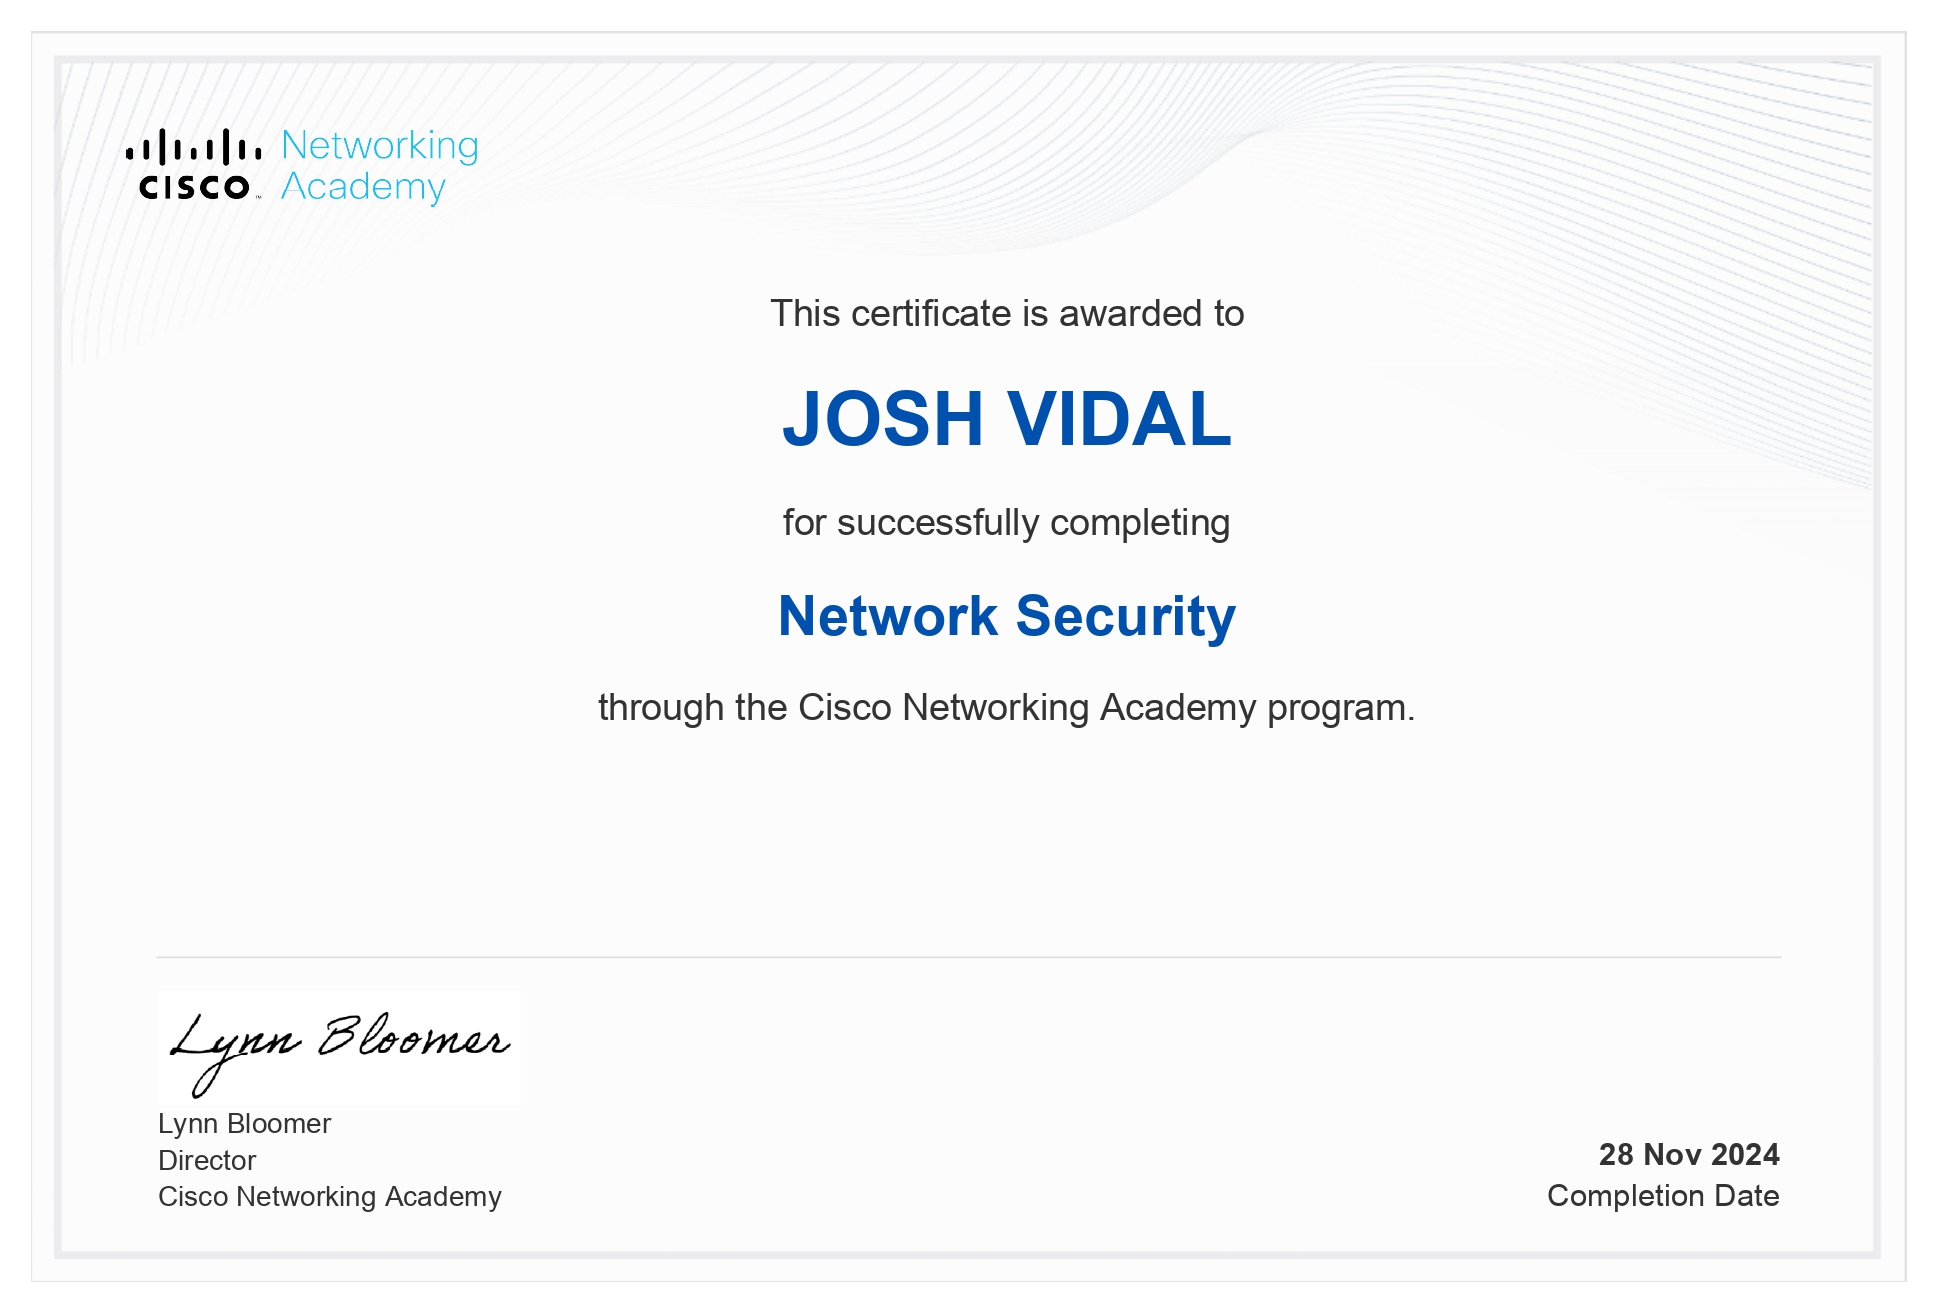 Networking
Academy
CISCO™
This certificate is awarded to
JOSH VIDAL
for successfully completing
Network Security
through the Cisco Networking Academy program.
Lynn Bloomer
Lynn Bloomer
Director
Cisco Networking Academy
28 Nov 2024
Completion Date